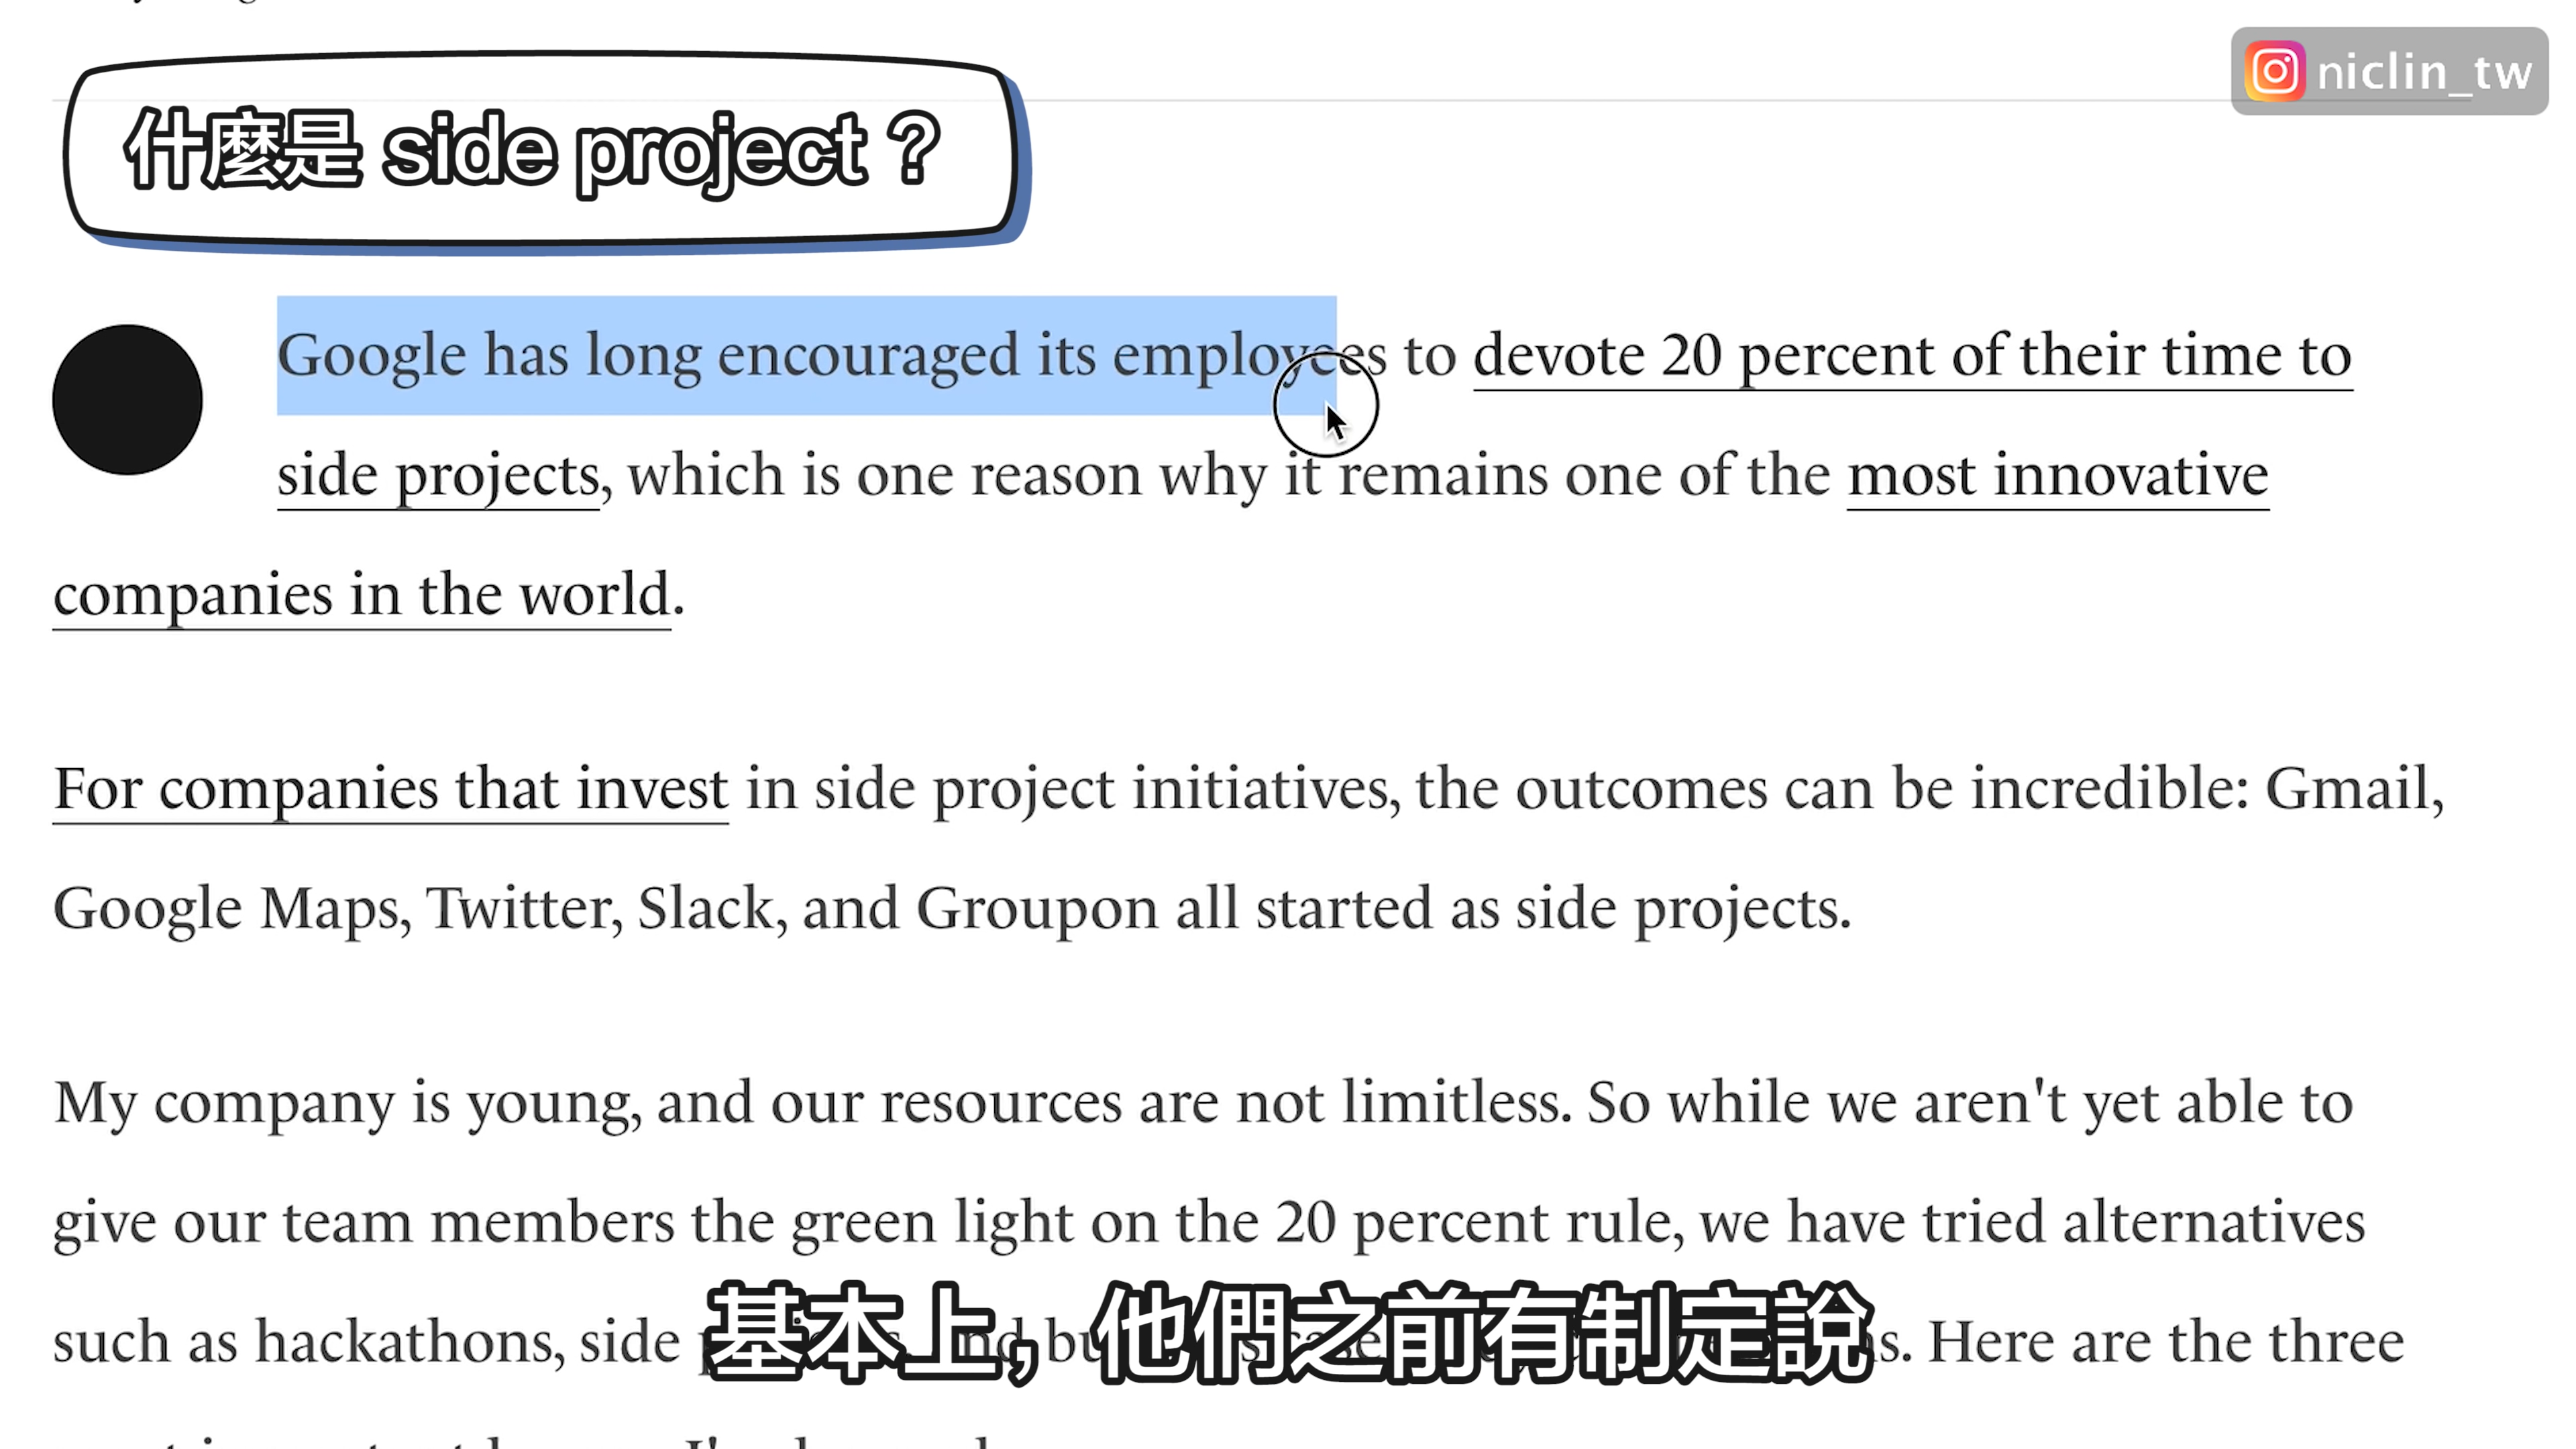 niclin_tw
什麼是 side project？
Google has long encouraged its employees to devote 20 percent of their time to
side projects, which is one reason why it remains one of the most innovative
companies in the world.
For companies that invest in side project initiatives, the outcomes can be incredible: Gmail,
Google Maps, Twitter, Slack, and Groupon all started as side projects.
My company is young, and our resources are not limitless. So while we aren't yet able to
give our team members the green light on the 20 percent rule, we have tried alternatives
such as hackathons, side Here are the three
基本上，他們之前有制定說